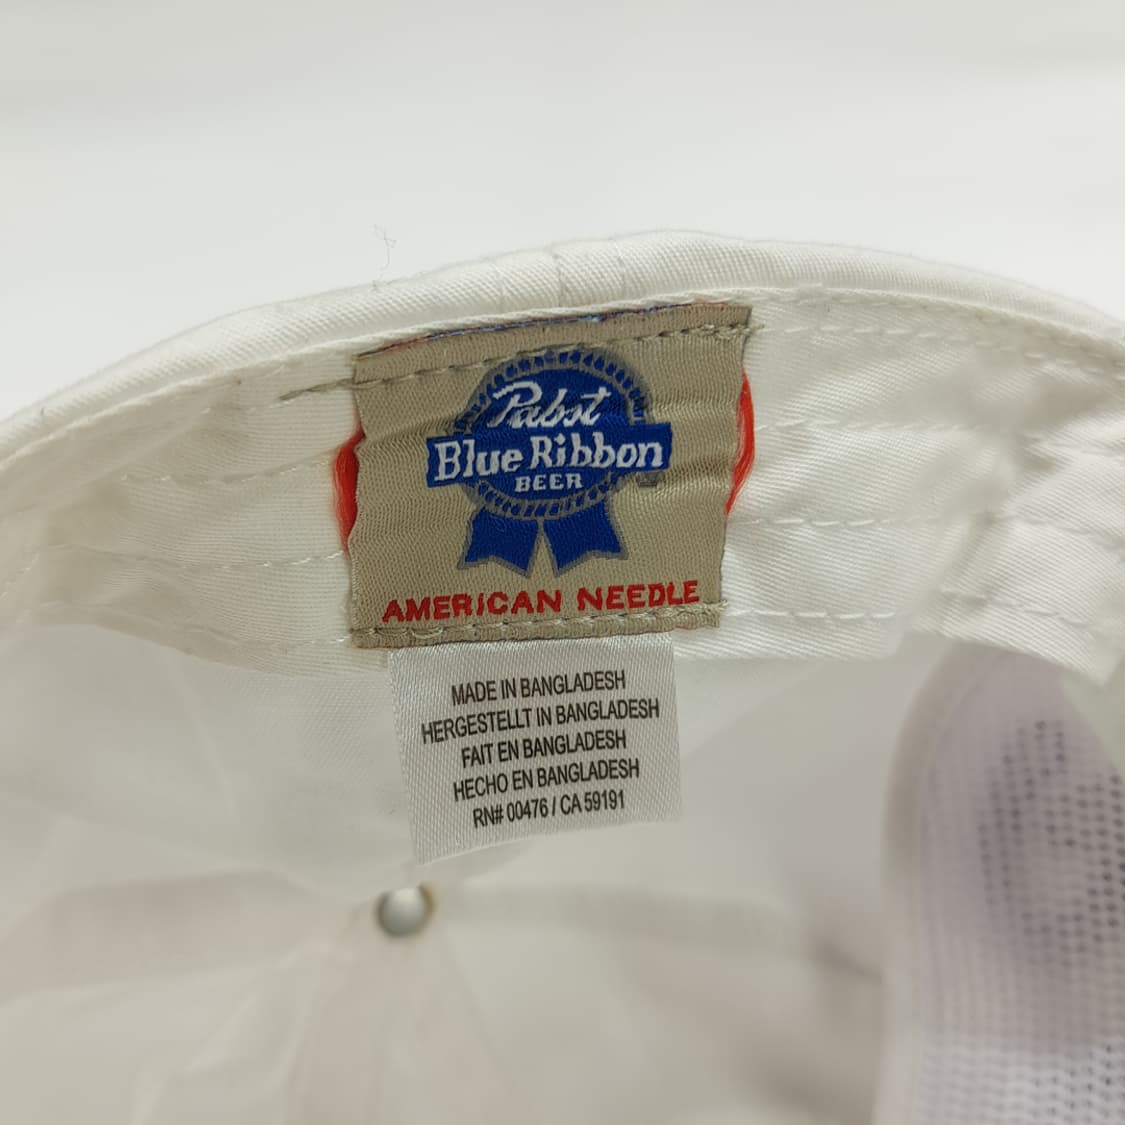 Pabst
Blue Ribbon
BEER
AMERICAN NEEDLE
MADE IN BANGLADESH
HERGESTELLT IN BANGLADESH
FAIT EN BANGLADESH
HECHO EN BANGLADESH
RN# 00476 / CA 59191